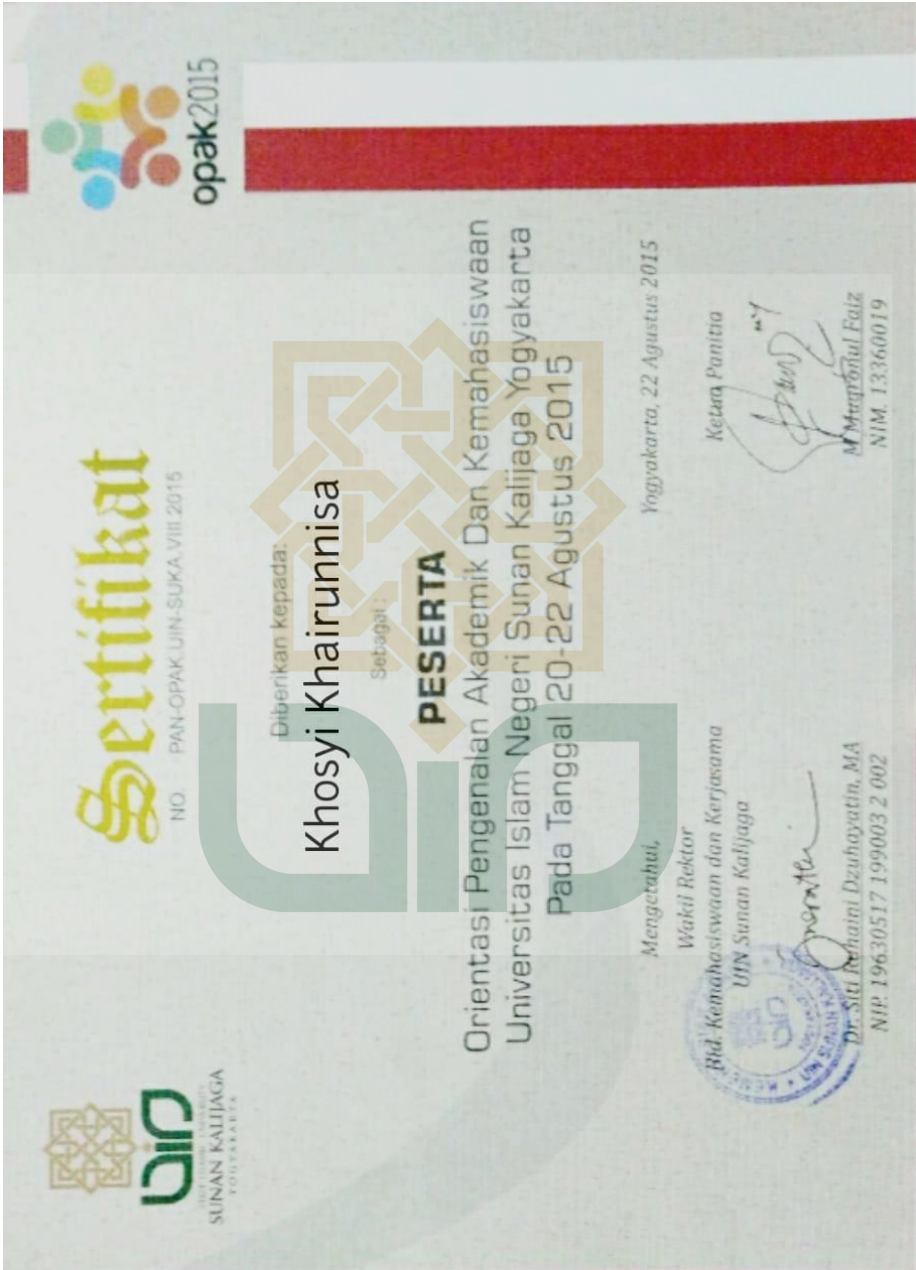 SUNAN KALIJAGA
YOGYAKARTA
opak2015
Sertifikat
NO. PAN-OPAK.UIN-SUKA.VIII.2015
Diberikan kepada:
Khosyi Khairunnisa
Sebagai :
PESERTA
Orientasi Pengenalan Akademik Dan Kemahasiswaan
Universitas Islam Negeri Sunan Kalijaga Yogyakarta
Pada Tanggal 20-22 Agustus 2015
Yogyakarta, 22 Agustus 2015
Mengetahui,
Wakil Rektor
Bid. Kemahasiswaan dan Kerjasama
UIN Sunan Kalijaga
Dr. Siti Ruhaini Dzuhayatin, MA
NIP. 19630517 199003 2 002
Ketua Panitia
M Muqronul Faiz
NIM. 13360019